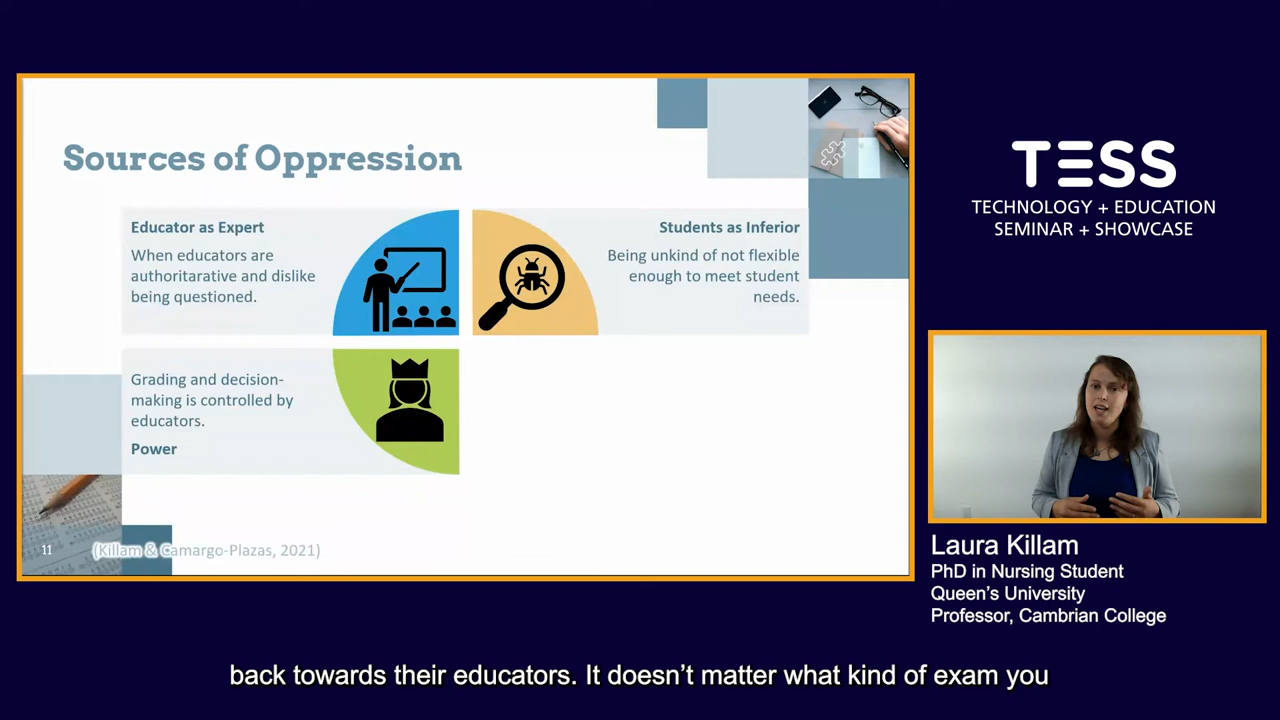 Sources of Oppression
Educator as Expert
When educators are
authoritarative and dislike
being questioned.
Students as Inferior
Being unkind of not flexible
enough to meet student
needs.
Grading and decision-
making is controlled by
educators.
Power
11
(Killam & Camargo-Plazas, 2021)
TESS
TECHNOLOGY + EDUCATION
SEMINAR + SHOWCASE
Laura Killam
PhD in Nursing Student
Queen's University
Professor, Cambrian College
back towards their educators. It doesn't matter what kind of exam you